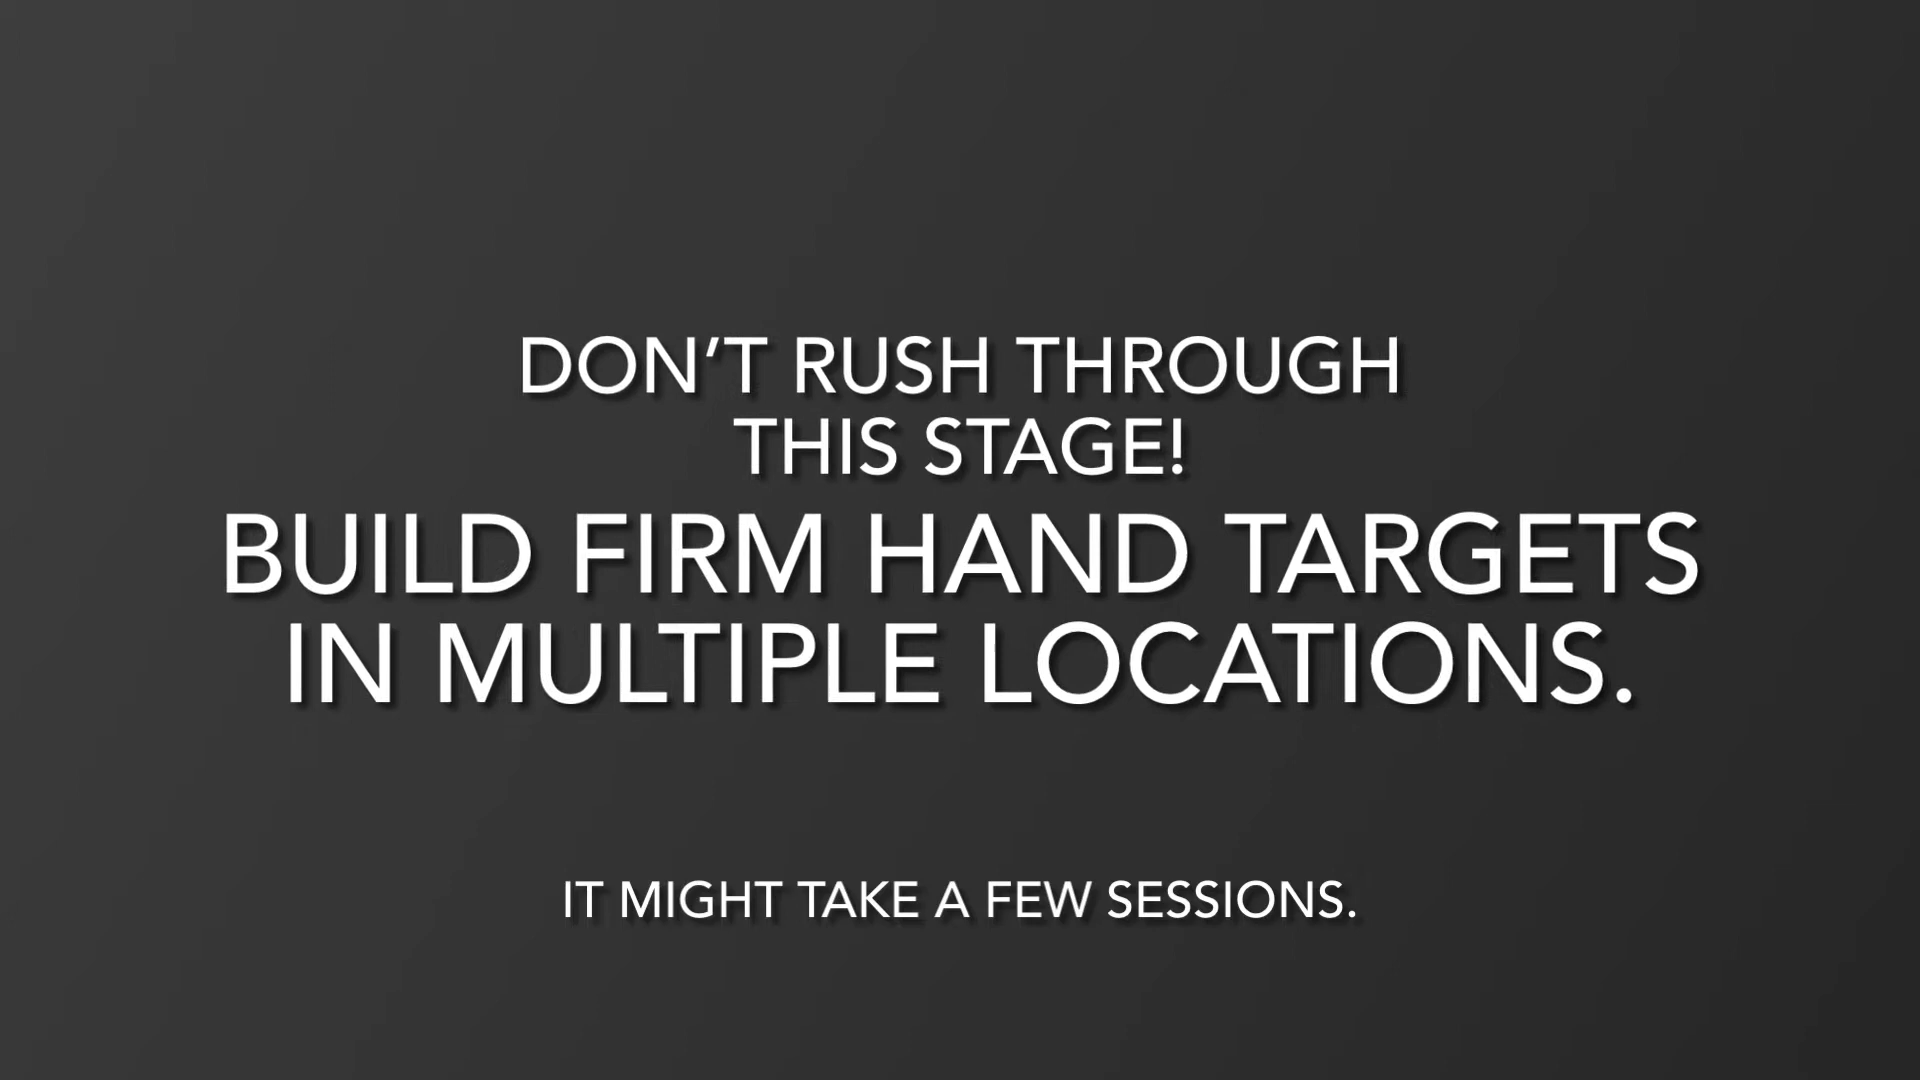 DON’T RUSH THROUGH
THIS STAGE!
BUILD FIRM HAND TARGETS
IN MULTIPLE LOCATIONS.
IT MIGHT TAKE A FEW SESSIONS.